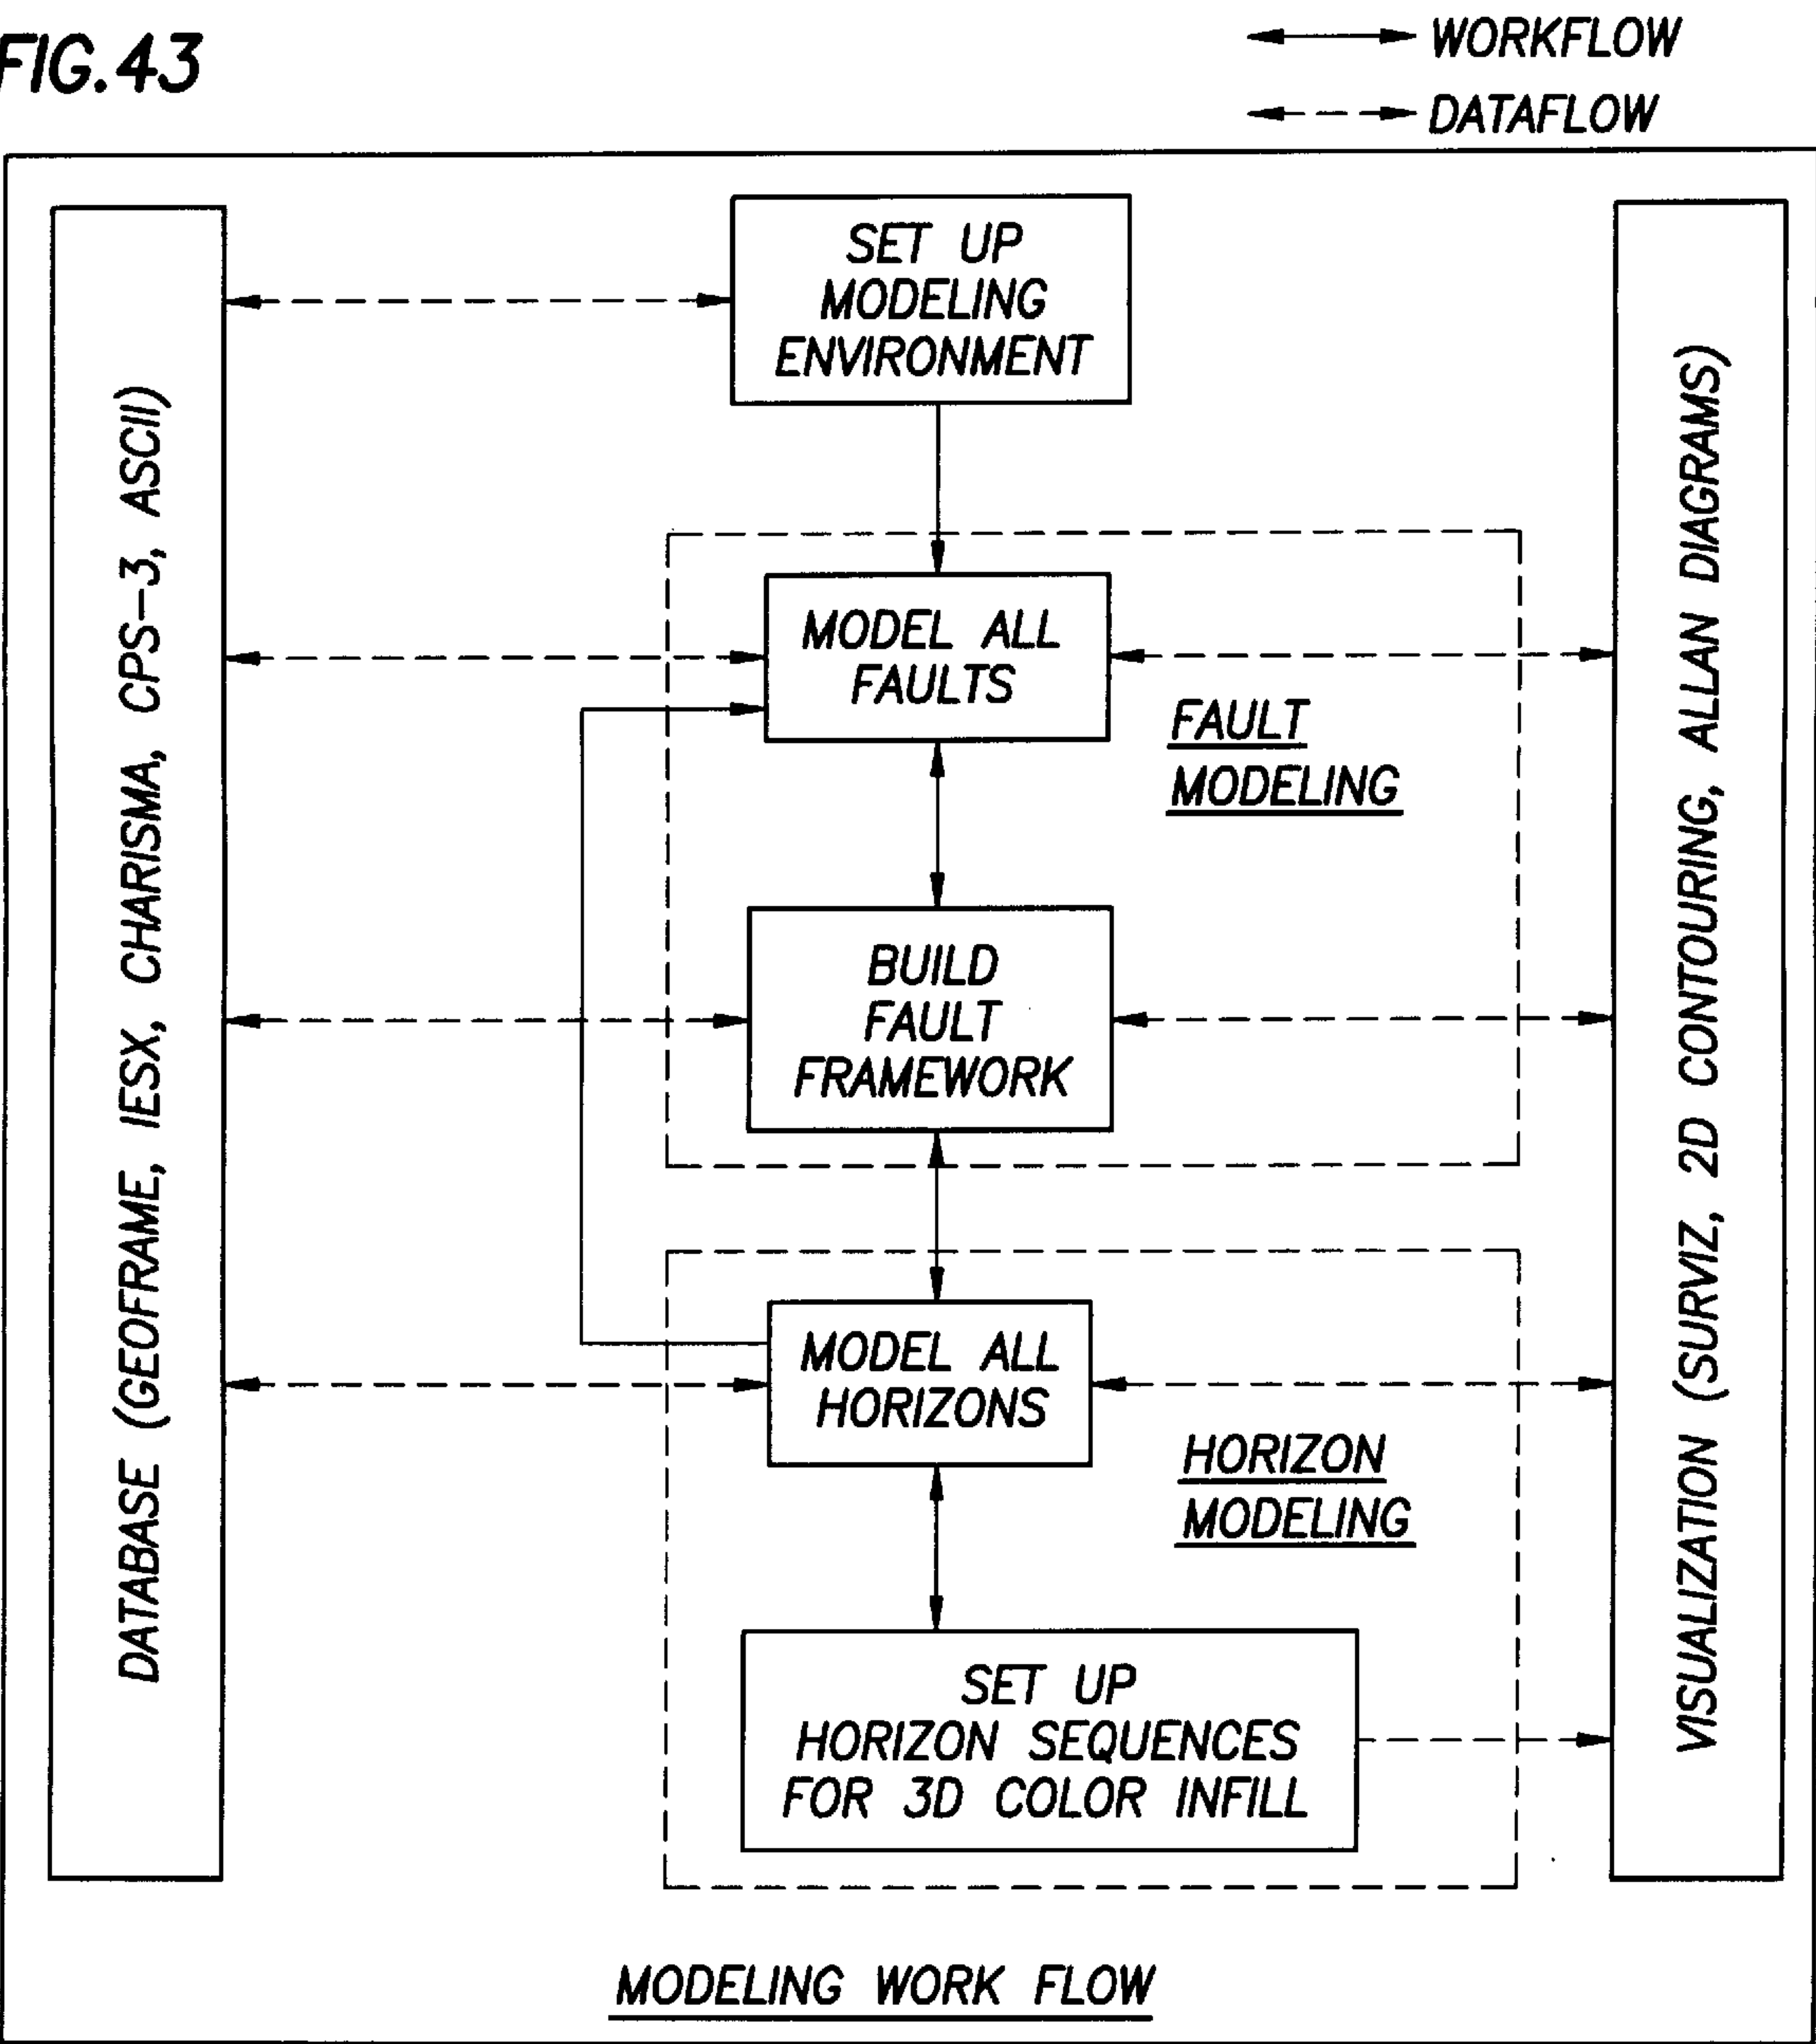 FIG.43
WORKFLOW
DATAFLOW
DATABASE (GEOFRAME, IESX, CHARISMA, CPS-3, ASCII)
SET UP
MODELING
ENVIRONMENT
MODEL ALL
FAULTS
FAULT
MODELING
BUILD
FAULT
FRAMEWORK
MODEL ALL
HORIZONS
HORIZON
MODELING
SET UP
HORIZON SEQUENCES
FOR 3D COLOR INFILL
VISUALIZATION (SURVIZ, 2D CONTOURING, ALLAN DIAGRAMS)
MODELING WORK FLOW